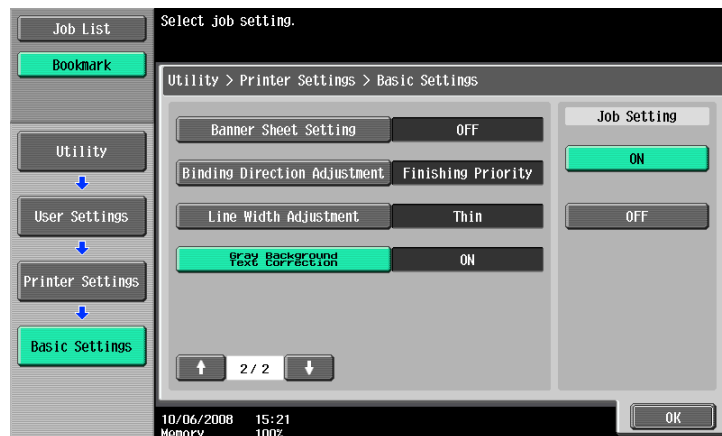 Job List
Bookmark
Select job setting.
Utility > Printer Settings > Basic Settings
Utility
User Settings
Printer Settings
Basic Settings
Banner Sheet Setting OFF
Binding Direction Adjustment Finishing Priority
Line Width Adjustment Thin
Gray Background
Text Correction ON
2/ 2
Job Setting
ON
OFF
10/06/2008 15:21
Memory 100%
OK